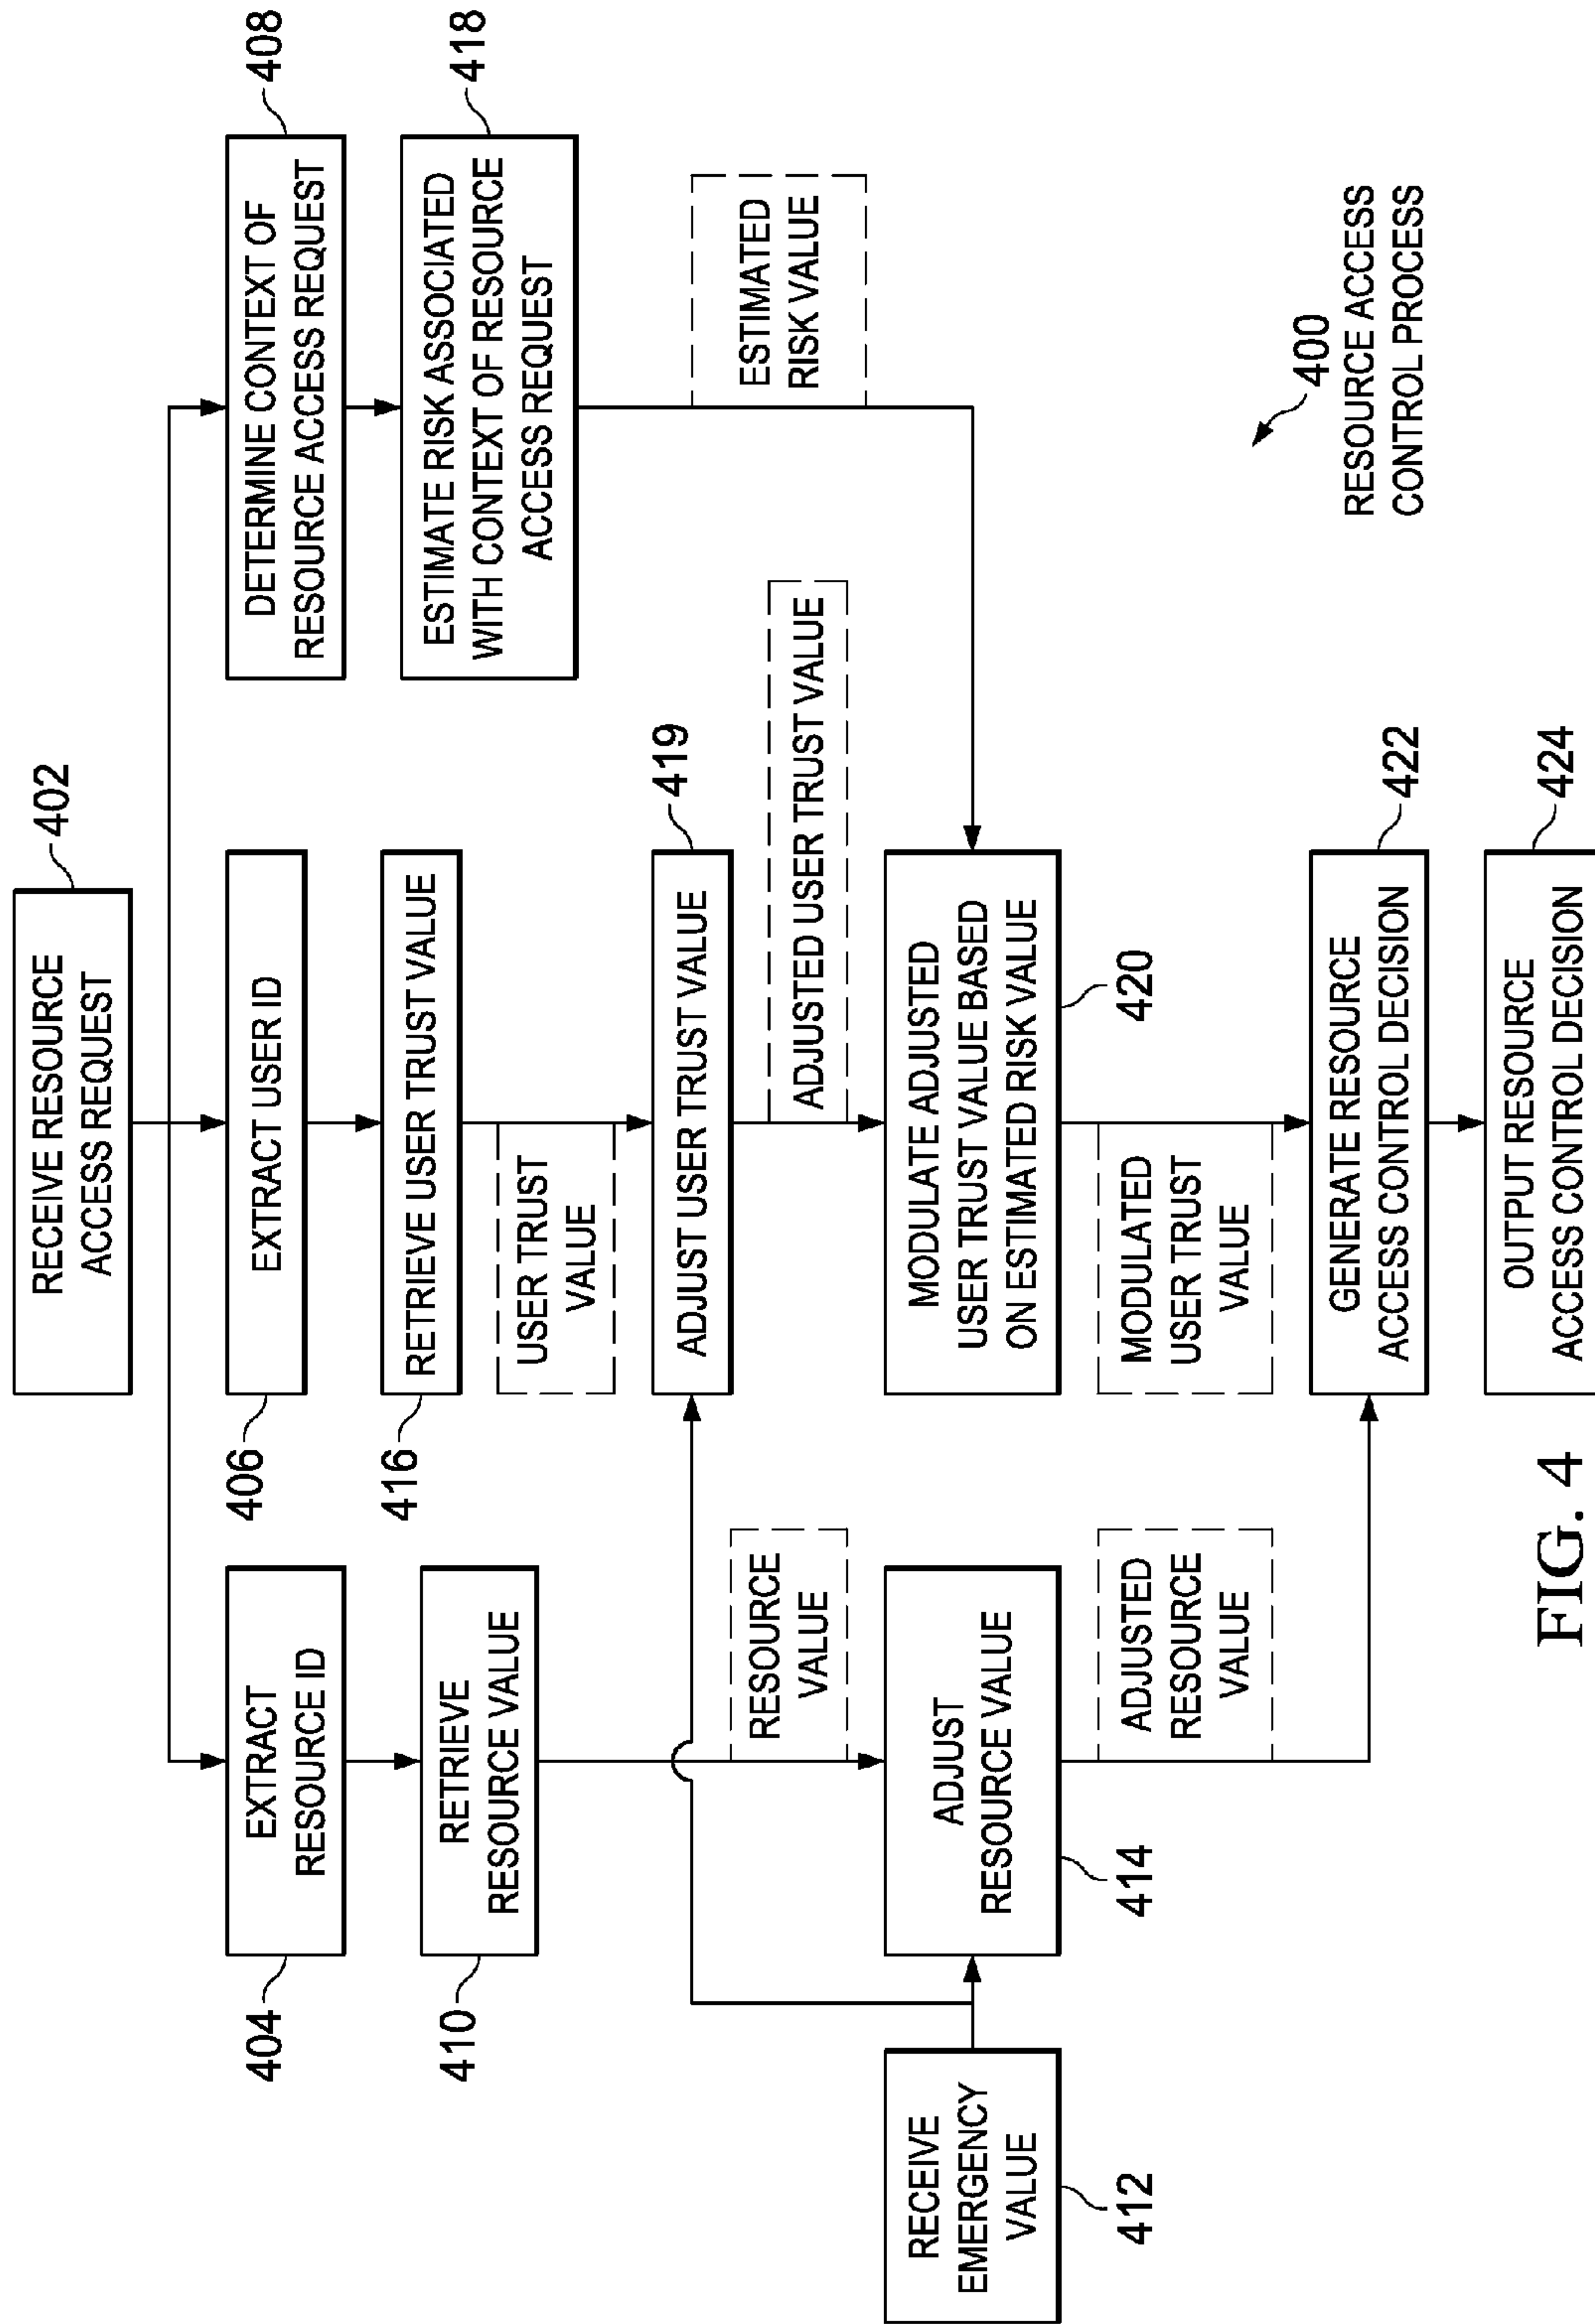 402
RECEIVE RESOURCE
ACCESS REQUEST
404
EXTRACT
RESOURCE ID
406
EXTRACT USER ID
408
DETERMINE CONTEXT OF
RESOURCE ACCESS REQUEST
410
RETRIEVE
RESOURCE VALUE
416
RETRIEVE USER TRUST VALUE
418
ESTIMATE RISK ASSOCIATED
WITH CONTEXT OF RESOURCE
ACCESS REQUEST
USER TRUST
VALUE
419
ADJUST USER TRUST VALUE
RESOURCE
VALUE
ADJUSTED USER TRUST VALUE
ESTIMATED
RISK VALUE
RECEIVE
EMERGENCY
VALUE
412
ADJUST
RESOURCE VALUE
414
MODULATE ADJUSTED
USER TRUST VALUE BASED
ON ESTIMATED RISK VALUE
420
ADJUSTED
RESOURCE
VALUE
MODULATED
USER TRUST
VALUE
GENERATE RESOURCE
ACCESS CONTROL DECISION
422
400
RESOURCE ACCESS
CONTROL PROCESS
OUTPUT RESOURCE
ACCESS CONTROL DECISION
424
FIG. 4